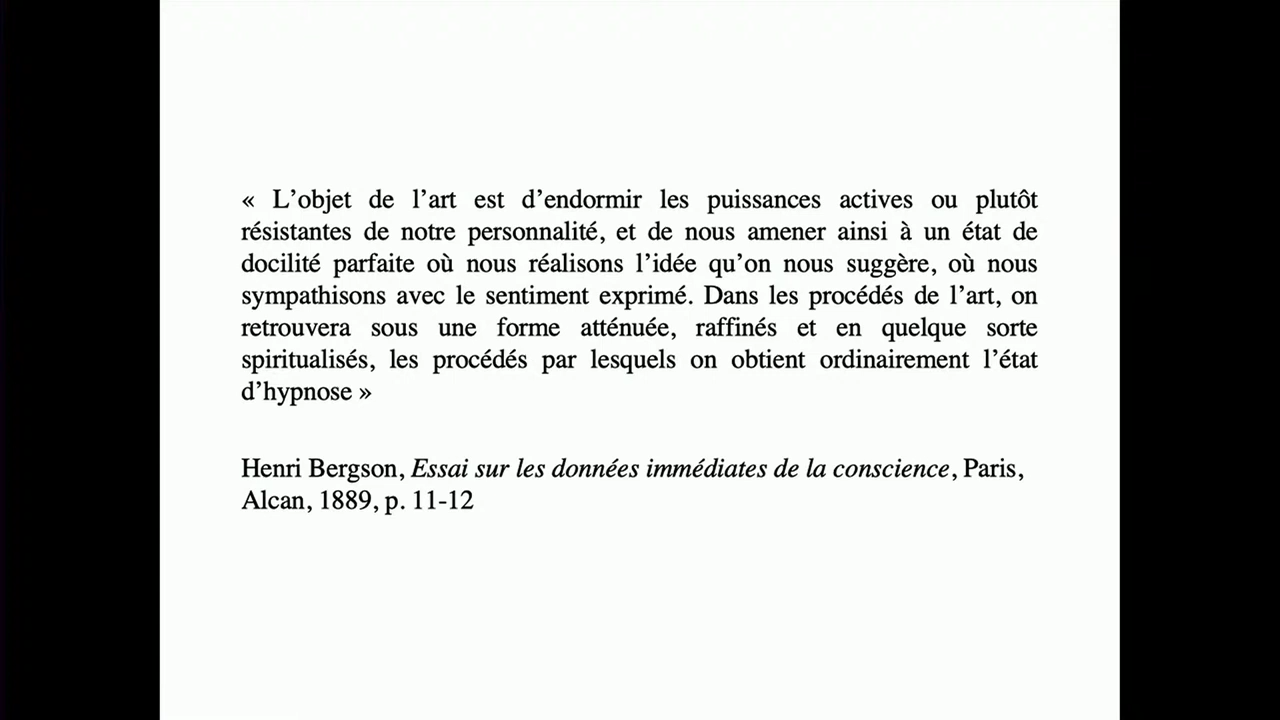 « L’objet de l’art est d’endormir les puissances actives ou plutôt
résistantes de notre personnalité, et de nous amener ainsi à un état de
docilité parfaite où nous réalisons l’idée qu’on nous suggère, où nous
sympathisons avec le sentiment exprimé. Dans les procédés de l’art, on
retrouvera sous une forme atténuée, raffinés et en quelque sorte
spiritualisés, les procédés par lesquels on obtient ordinairement l’état
d’hypnose »
Henri Bergson, Essai sur les données immédiates de la conscience, Paris,
Alcan, 1889, p. 11-12